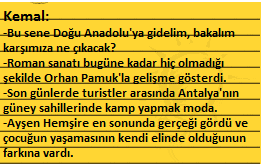 Kemal:
-Bu sene Doğu Anadolu'ya gidelim, bakalım
karşımıza ne çıkacak?
-Roman sanatı bugüne kadar hiç olmadığı
şekilde Orhan Pamuk'la gelişme gösterdi.
-Son günlerde turistler arasında Antalya'nın
güney sahillerinde kamp yapmak moda.
-Ayşen Hemşire en sonunda gerçeği gördü ve
çocuğun yaşamasının kendi elinde olduğunun
farkına vardı.